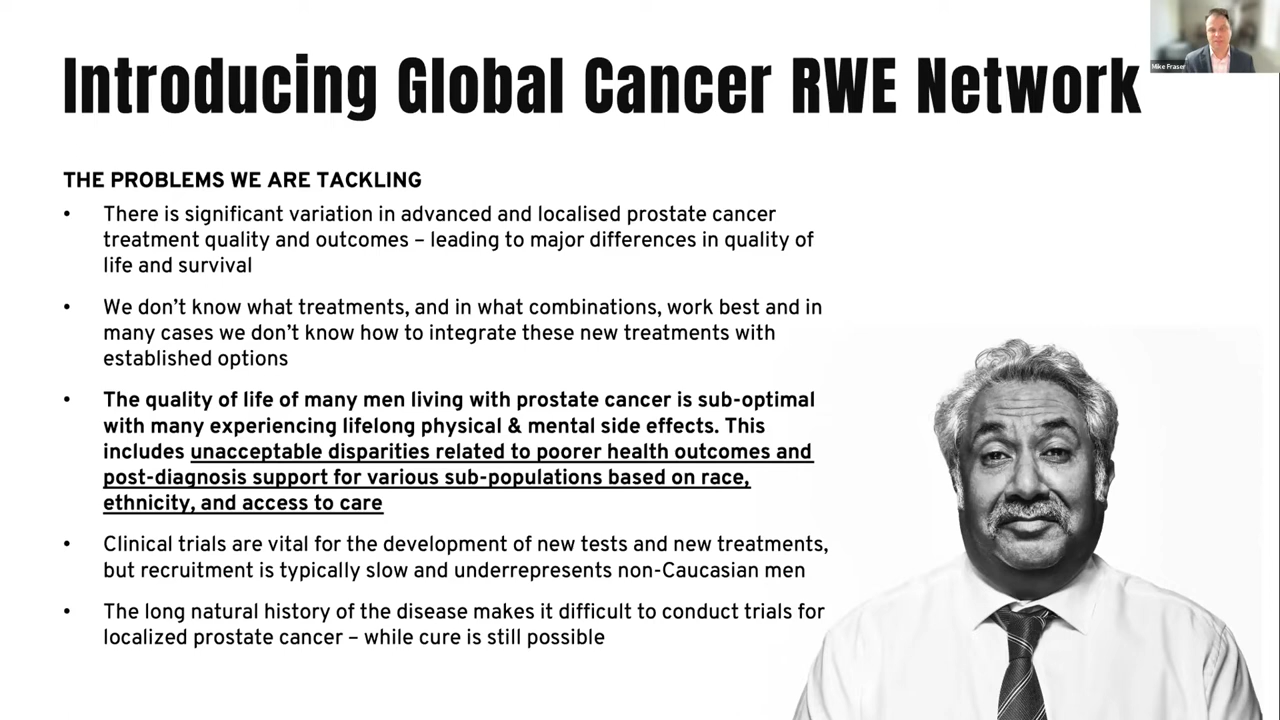 Introducing Global Cancer RWE Network
Mike Fraser
THE PROBLEMS WE ARE TACKLING
• There is significant variation in advanced and localised prostate cancer
treatment quality and outcomes – leading to major differences in quality of
life and survival
• We don’t know what treatments, and in what combinations, work best and in
many cases we don’t know how to integrate these new treatments with
established options
• The quality of life of many men living with prostate cancer is sub-optimal
with many experiencing lifelong physical & mental side effects. This
includes unacceptable disparities related to poorer health outcomes and
post-diagnosis support for various sub-populations based on race,
ethnicity, and access to care
• Clinical trials are vital for the development of new tests and new treatments,
but recruitment is typically slow and underrepresents non-Caucasian men
• The long natural history of the disease makes it difficult to conduct trials for
localized prostate cancer – while cure is still possible